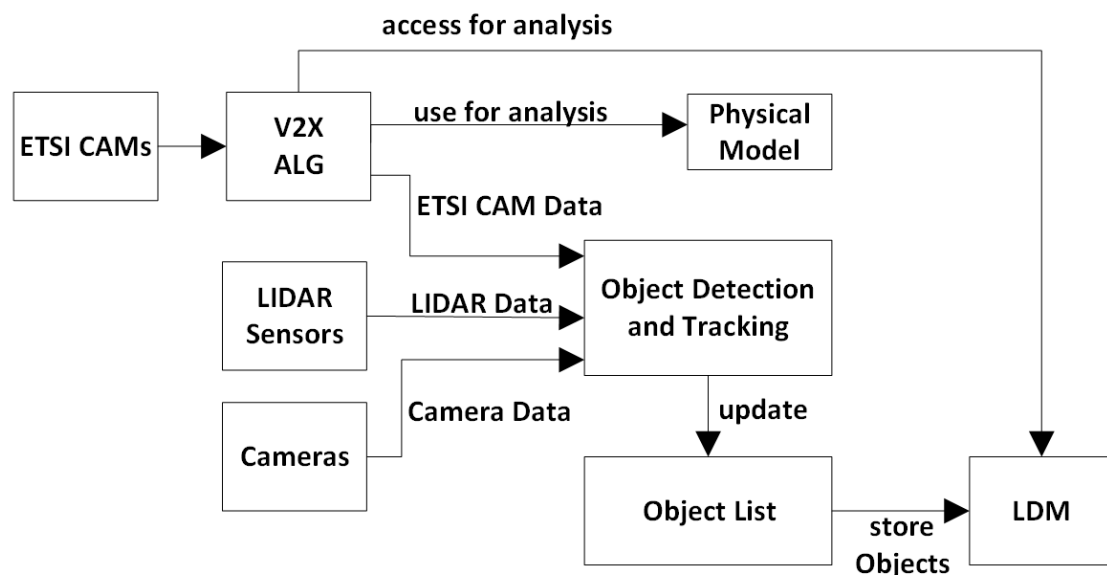 access for analysis
ETSI CAMs
V2X
ALG
use for analysis
Physical
Model
ETSI CAM Data
LIDAR
Sensors
LIDAR Data
Object Detection
and Tracking
Cameras
Camera Data
update
Object List
store
Objects
LDM